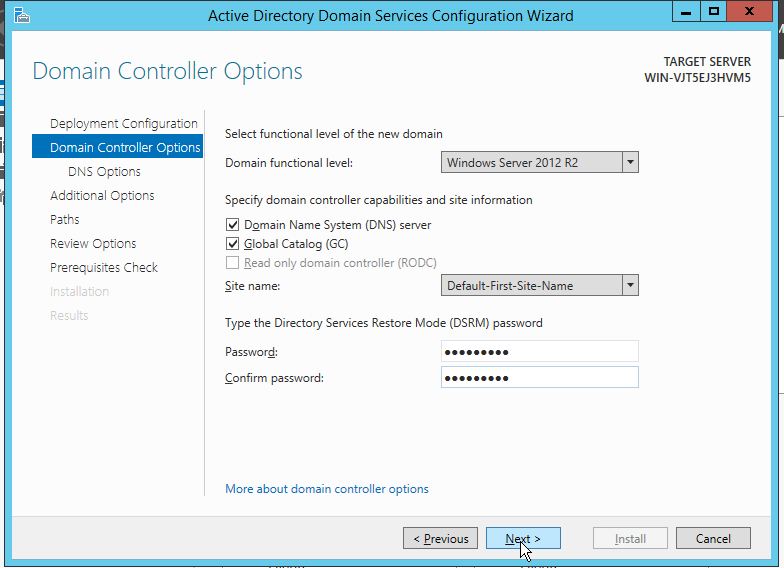 Active Directory Domain Services Configuration Wizard
Domain Controller Options
TARGET SERVER
WIN-VJT5EJ3HVM5
Deployment Configuration
Domain Controller Options
DNS Options
Additional Options
Paths
Review Options
Prerequisites Check
Installation
Results
Select functional level of the new domain
Domain functional level: Windows Server 2012 R2
Specify domain controller capabilities and site information
Domain Name System (DNS) server
Global Catalog (GC)
Read only domain controller (RODC)
Site name: Default-First-Site-Name
Type the Directory Services Restore Mode (DSRM) password
Password: •••••••••
Confirm password: •••••••••
More about domain controller options
< Previous Next > Install Cancel